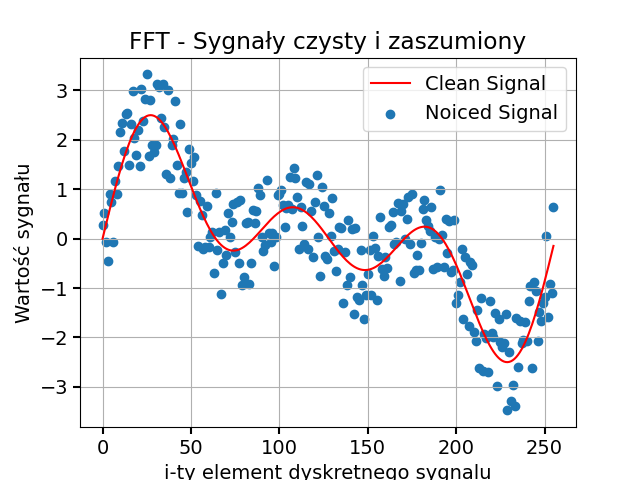 FFT - Sygnały czysty i zaszumiony
Clean Signal
Noiced Signal
Wartość sygnału
3
2
1
0
−1
−2
−3
0 50 100 150 200 250
i-ty element dyskretnego sygnalu